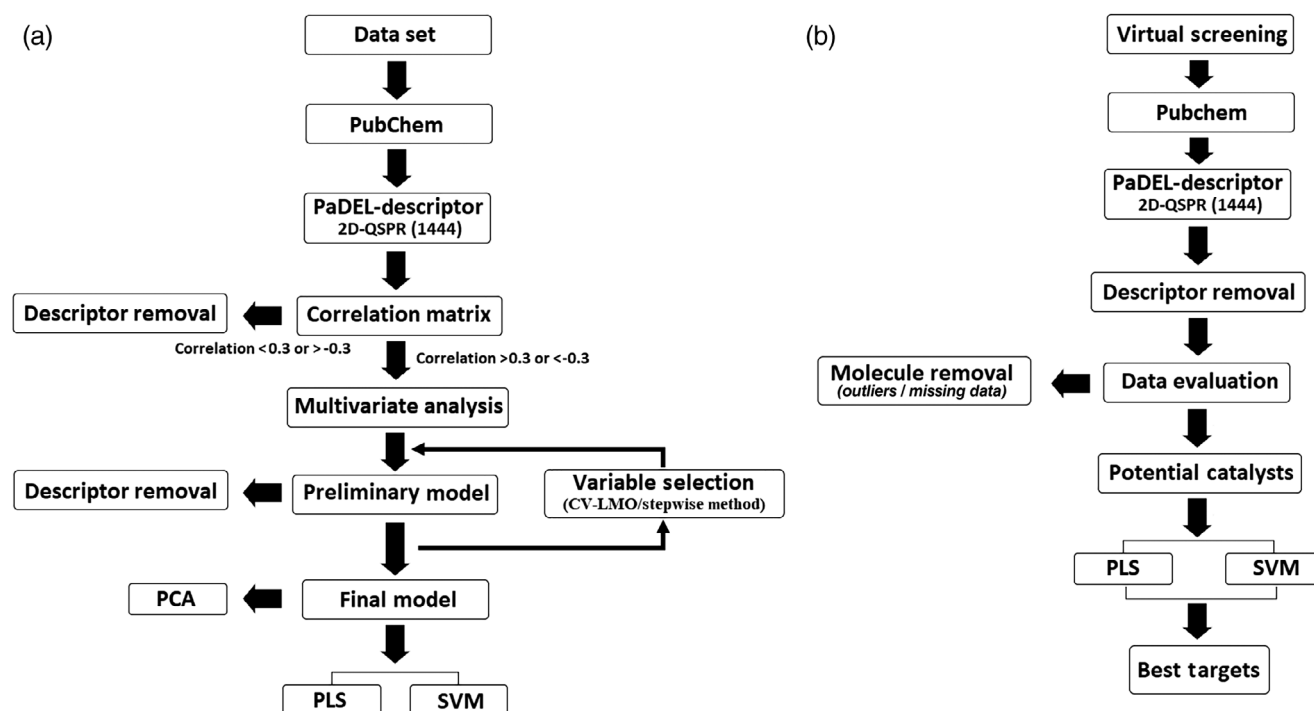 (a)
Data set
PubChem
PaDEL-descriptor
2D-QSPR (1444)
Descriptor removal
Correlation matrix
Correlation <0.3 or >-0.3
Correlation >0.3 or <-0.3
Multivariate analysis
Descriptor removal
Preliminary model
Variable selection
(CV-LMO/stepwise method)
PCA
Final model
PLS
SVM
(b)
Virtual screening
Pubchem
PaDEL-descriptor
2D-QSPR (1444)
Descriptor removal
Molecule removal
(outliers / missing data)
Data evaluation
Potential catalysts
PLS
SVM
Best targets